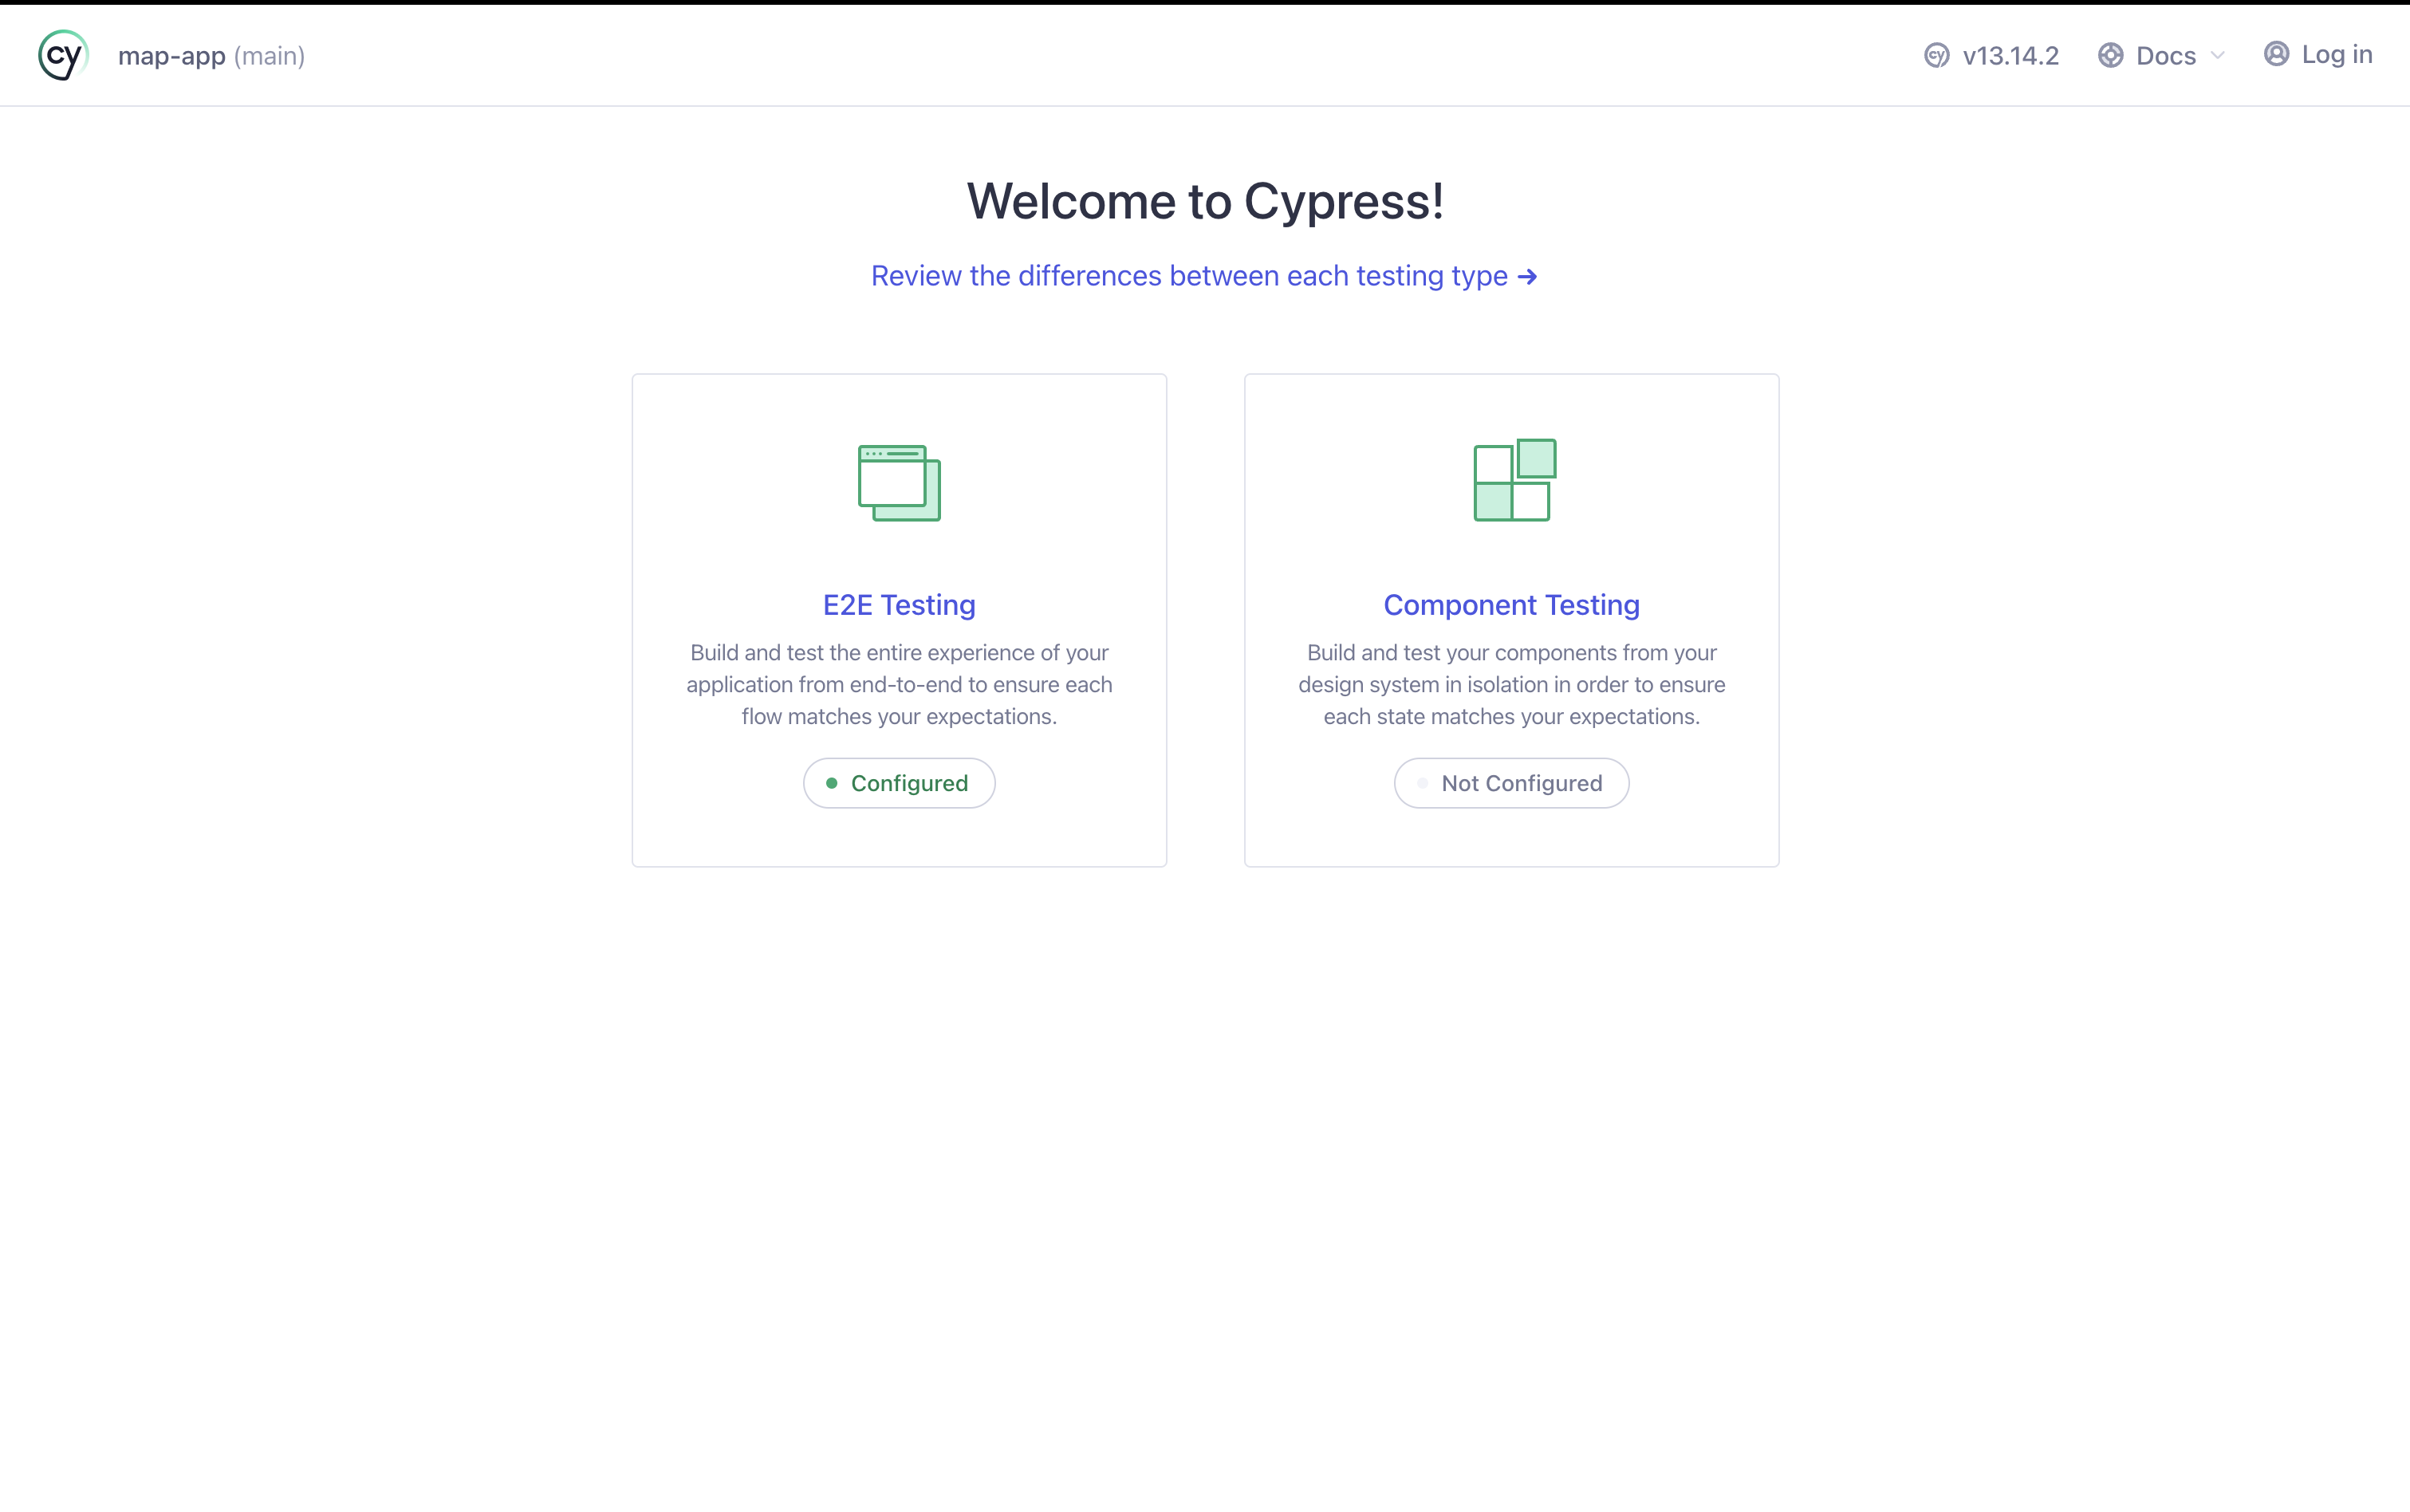 cy map-app (main) cy v13.14.2 Docs Log in
Welcome to Cypress!
Review the differences between each testing type →
E2E Testing
Build and test the entire experience of your
application from end-to-end to ensure each
flow matches your expectations.
Configured
Component Testing
Build and test your components from your
design system in isolation in order to ensure
each state matches your expectations.
Not Configured